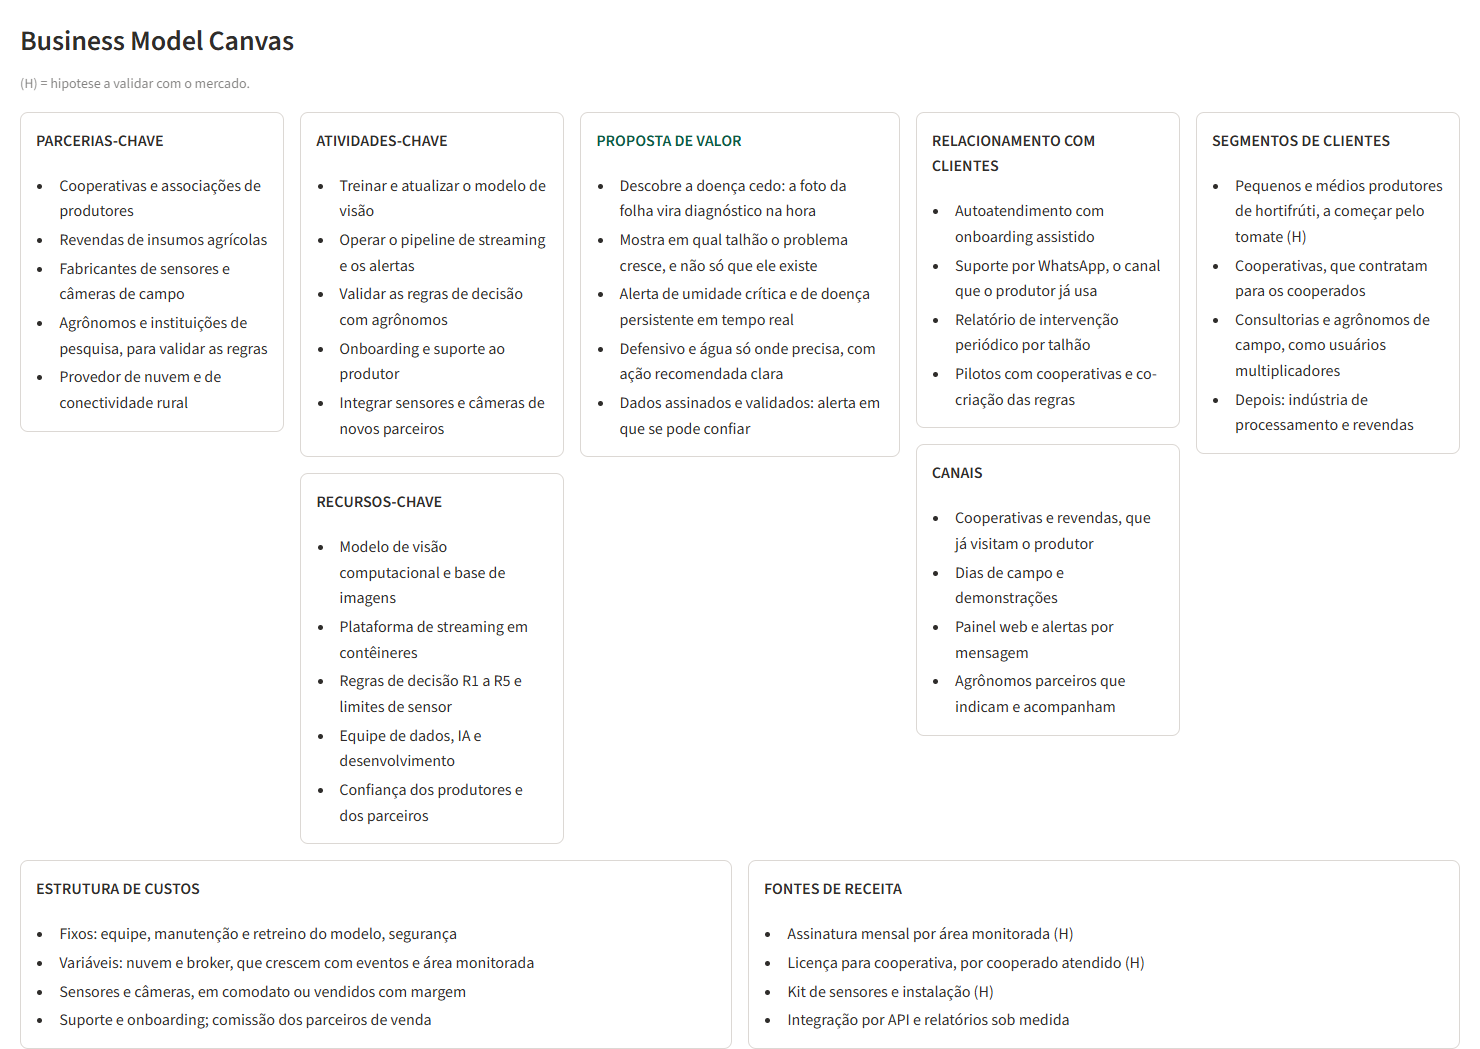 Business Model Canvas
(H) = hipotese a validar com o mercado.
PARCERIAS-CHAVE
Cooperativas e associações de
produtores
Revendas de insumos agrícolas
Fabricantes de sensores e
câmeras de campo
Agrônomos e instituições de
pesquisa, para validar as regras
Provedor de nuvem e de
conectividade rural
ATIVIDADES-CHAVE
Treinar e atualizar o modelo de
visão
Operar o pipeline de streaming
e os alertas
Validar as regras de decisão
com agrônomos
Onboarding e suporte ao
produtor
Integrar sensores e câmeras de
novos parceiros
RECURSOS-CHAVE
Modelo de visão
computacional e base de
imagens
Plataforma de streaming em
contêineres
Regras de decisão R1 a R5 e
limites de sensor
Equipe de dados, IA e
desenvolvimento
Confiança dos produtores e
dos parceiros
PROPOSTA DE VALOR
Descobre a doença cedo: a foto da
folha vira diagnóstico na hora
Mostra em qual talhão o problema
cresce, e não só que ele existe
Alerta de umidade crítica e de doença
persistente em tempo real
Defensivo e água só onde precisa, com
ação recomendada clara
Dados assinados e validados: alerta em
que se pode confiar
RELACIONAMENTO COM
CLIENTES
Autoatendimento com
onboarding assistido
Suporte por WhatsApp, o canal
que o produtor já usa
Relatório de intervenção
periódico por talhão
Pilotos com cooperativas e co-
criação das regras
CANAIS
Cooperativas e revendas, que
já visitam o produtor
Dias de campo e
demonstrações
Painel web e alertas por
mensagem
Agrônomos parceiros que
indicam e acompanham
SEGMENTOS DE CLIENTES
Pequenos e médios produtores
de hortifrúti, a começar pelo
tomate (H)
Cooperativas, que contratam
para os cooperados
Consultorias e agrônomos de
campo, como usuários
multiplicadores
Depois: indústria de
processamento e revendas
ESTRUTURA DE CUSTOS
Fixos: equipe, manutenção e retreino do modelo, segurança
Variáveis: nuvem e broker, que crescem com eventos e área monitorada
Sensores e câmeras, em comodato ou vendidos com margem
Suporte e onboarding; comissão dos parceiros de venda
FONTES DE RECEITA
Assinatura mensal por área monitorada (H)
Licença para cooperativa, por cooperado atendido (H)
Kit de sensores e instalação (H)
Integração por API e relatórios sob medida